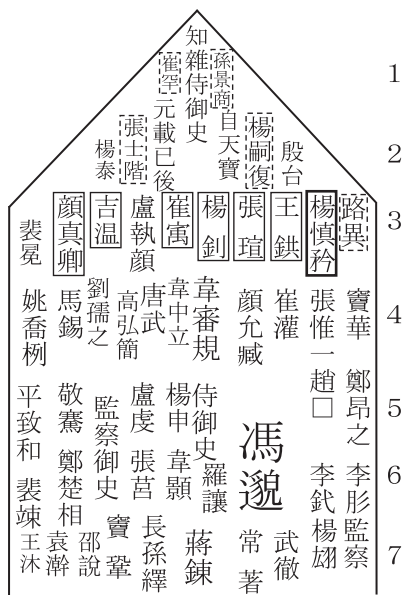 1
2
3
4
5
6
7
路異 竇華 鄭昂之 李肜監察
楊慎矜 張惟一趙□ 李釴楊翃
殷台 王鉷 崔灌 武徹
楊嗣復 張瑄 顏允臧 馮邈 常著
孫景商 自天寶 楊釗 韋審規 侍御史羅讓 蔣鍊
知雜侍御史
崔罕 元載已後 崔寓 韋中立 楊申 韋顥
張士階 盧執顏 唐武 高弘簡 盧虔 張莒 長孫繹
楊泰 吉温 劉孺之 監察御史 竇鞏
顏真卿 馬錫 敬騫 鄭楚相 邵說
袁澣
裴冕 姚喬栵 平致和 裴竦 王沐